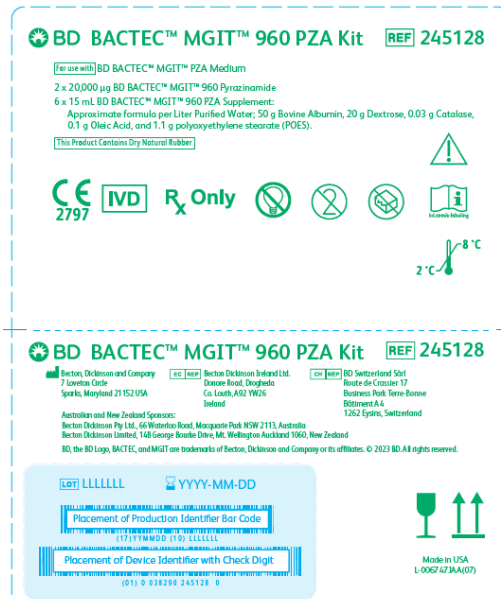 BD BACTEC™ MGIT™ 960 PZA Kit REF 245128
For use with BD BACTEC™ MGIT™ PZA Medium
2 x 20,000 µg BD BACTEC™ MGIT™ 960 Pyrazinamide
6 x 15 mL BD BACTEC™ MGIT™ 960 PZA Supplement:
Approximate formula per Liter Purified Water; 50 g Bovine Albumin, 20 g Dextrose, 0.03 g Catalase,
0.1 g Oleic Acid, and 1.1 g polyoxyethylene stearate (POES).
This Product Contains Dry Natural Rubber
CE
2797
IVD
Rx Only
2
i
2 °C
8 °C
BD BACTEC™ MGIT™ 960 PZA Kit REF 245128
Becton, Dickinson and Company
7 Loveton Circle
Sparks, Maryland 21152 USA
EC REP Becton Dickinson Ireland Ltd.
Donore Road, Drogheda
Co. Louth, A92 YW26
Ireland
CH REP BD Switzerland Sàrl
Route de Crassier 17
Business Park Terre-Bonne
Bâtiment A 4
1262 Eysins, Switzerland
Australian and New Zealand Sponsors:
Becton Dickinson Pty Ltd., 66 Waterloo Road, Macquarie Park NSW 2113, Australia
Becton Dickinson Limited, 14B George Bourke Drive, Mt. Wellington Auckland 1060, New Zealand
BD, the BD Logo, BACTEC, and MGIT are trademarks of Becton, Dickinson and Company or its affiliates. © 2023 BD. All rights reserved.
LOT LLLLLLL YYYY-MM-DD
Placement of Production Identifier Bar Code
(17)YYMMDD (10) LLLLLLL
Placement of Device Identifier with Check Digit
(01) 0 038290 245128 0
Made in USA
L-006747JAA(07)